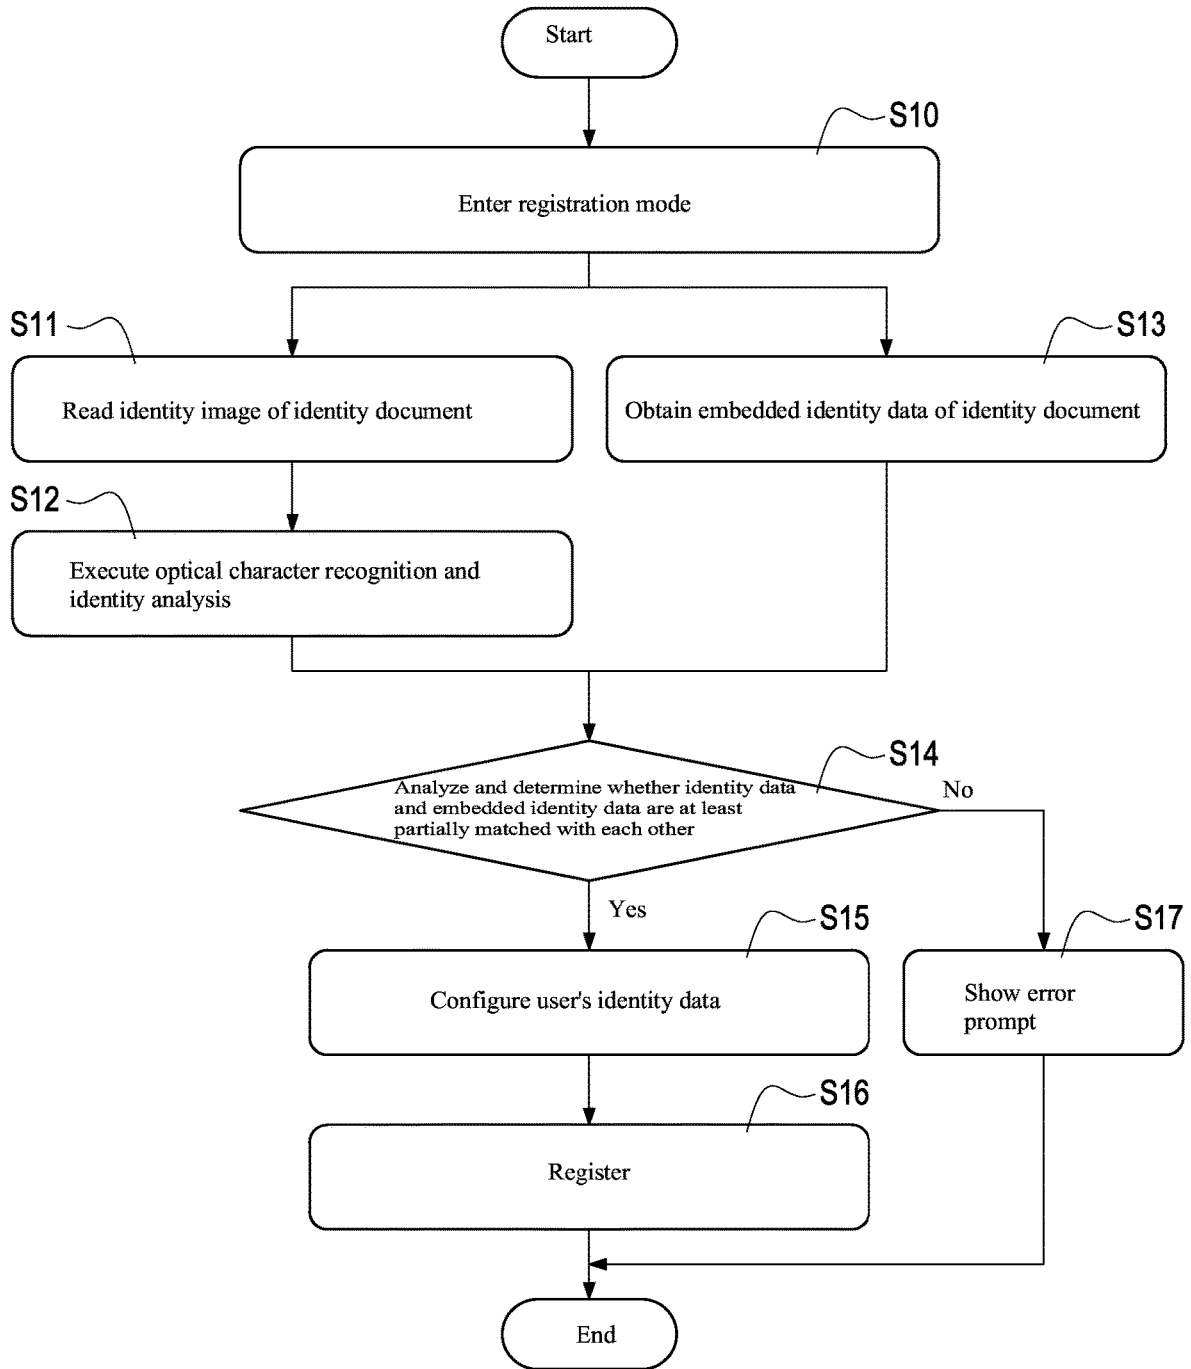 Start
S10
Enter registration mode
S11
S13
Read identity image of identity document
Obtain embedded identity data of identity document
S12
Execute optical character recognition and
identity analysis
S14
Analyze and determine whether identity data
and embedded identity data are at least
partially matched with each other
No
Yes
S15
S17
Configure user's identity data
Show error
prompt
S16
Register
End